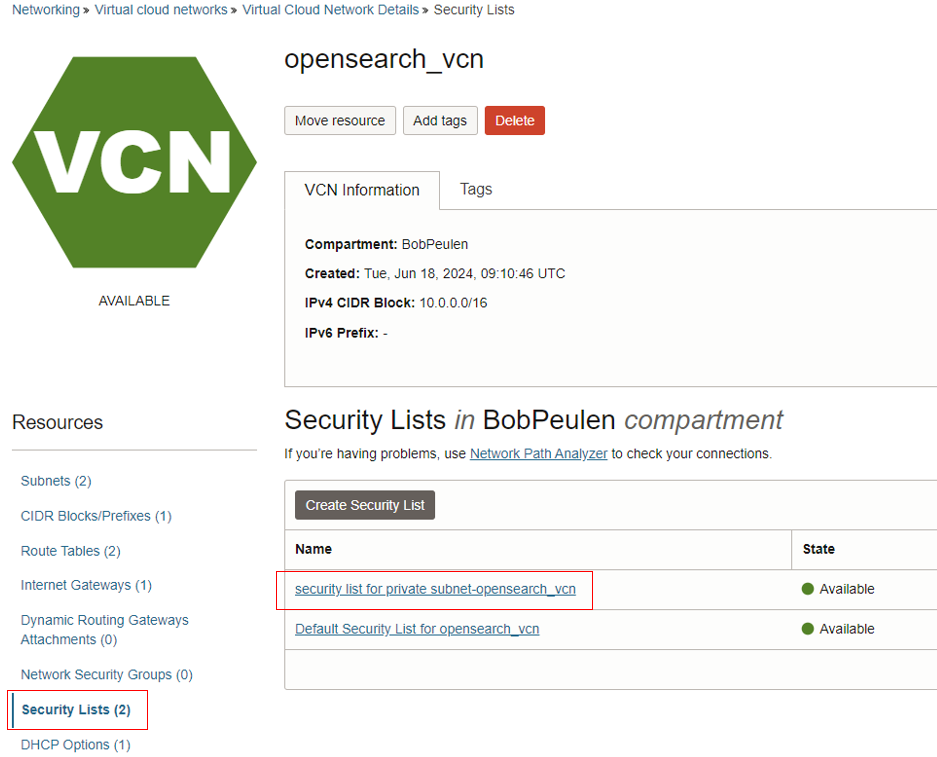 Networking » Virtual cloud networks » Virtual Cloud Network Details » Security Lists
VCN
AVAILABLE
opensearch_vcn
Move resource
Add tags
Delete
VCN Information
Tags
Compartment: BobPeulen
Created: Tue, Jun 18, 2024, 09:10:46 UTC
IPv4 CIDR Block: 10.0.0.0/16
IPv6 Prefix: -
Resources
Subnets (2)
CIDR Blocks/Prefixes (1)
Route Tables (2)
Internet Gateways (1)
Dynamic Routing Gateways
Attachments (0)
Network Security Groups (0)
Security Lists (2)
DHCP Options (1)
Security Lists in BobPeulen compartment
If you're having problems, use Network Path Analyzer to check your connections.
Create Security List
Name State
security list for private subnet-opensearch_vcn Available
Default Security List for opensearch_vcn Available